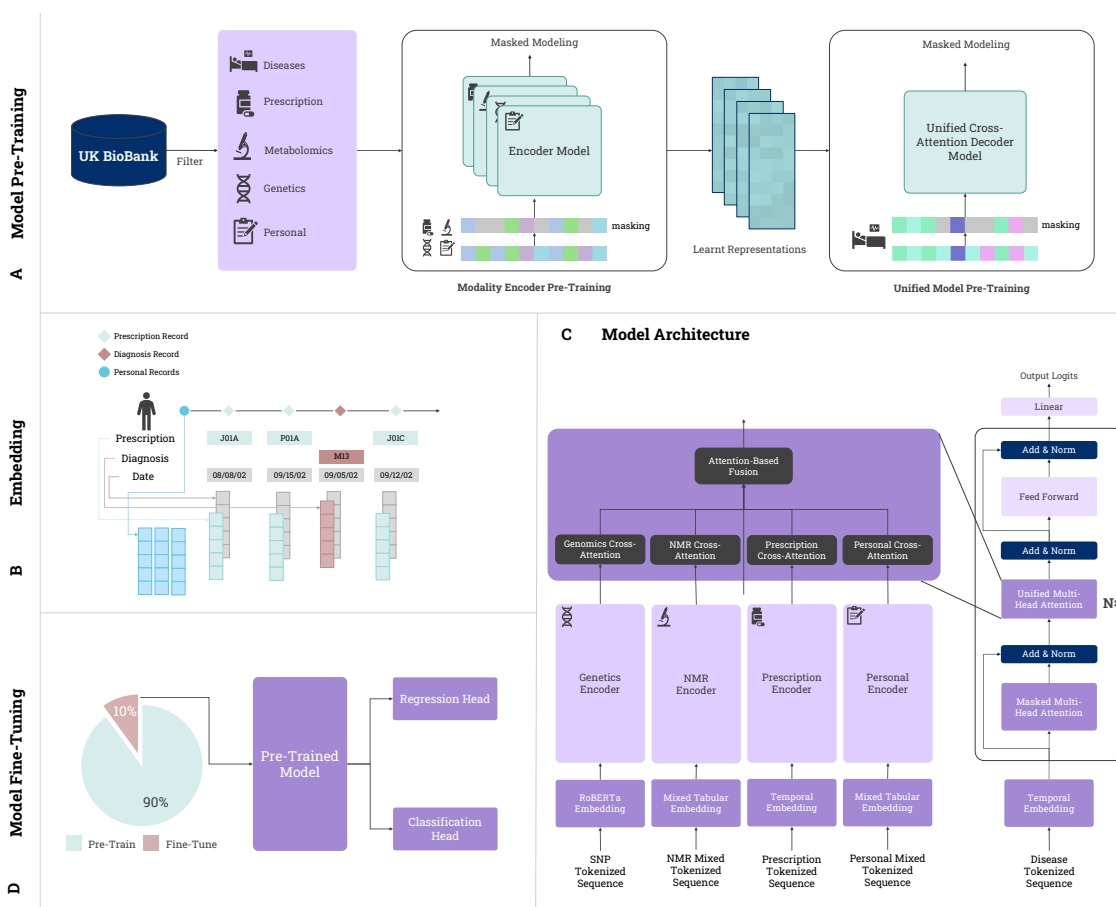 A Model Pre-Training
UK BioBank
Filter
Diseases
Prescription
Metabolomics
Genetics
Personal
Masked Modeling
Encoder Model
masking
Modality Encoder Pre-Training
Learnt Representations
Masked Modeling
Unified Cross-
Attention Decoder
Model
masking
Unified Model Pre-Training
B Embedding
Prescription Record
Diagnosis Record
Personal Records
Prescription
Diagnosis
Date
J01A
P01A
M13
J01C
08/08/02
09/15/02
09/05/02
09/12/02
C Model Architecture
Attention-Based
Fusion
Genomics Cross-
Attention
NMR Cross-
Attention
Prescription
Cross-Attention
Personal Cross-
Attention
Genetics
Encoder
NMR
Encoder
Prescription
Encoder
Personal
Encoder
RoBERTa
Embedding
Mixed Tabular
Embedding
Temporal
Embedding
Mixed Tabular
Embedding
SNP
Tokenized
Sequence
NMR Mixed
Tokenized
Sequence
Prescription
Tokenized
Sequence
Personal Mixed
Tokenized
Sequence
Output Logits
Linear
Add & Norm
Feed Forward
Add & Norm
Unified Multi-
Head Attention
Add & Norm
Masked Multi-
Head Attention
Temporal
Embedding
Disease
Tokenized
Sequence
D Model Fine-Tuning
10%
90%
Pre-Train
Fine-Tune
Pre-Trained
Model
Regression Head
Classification
Head